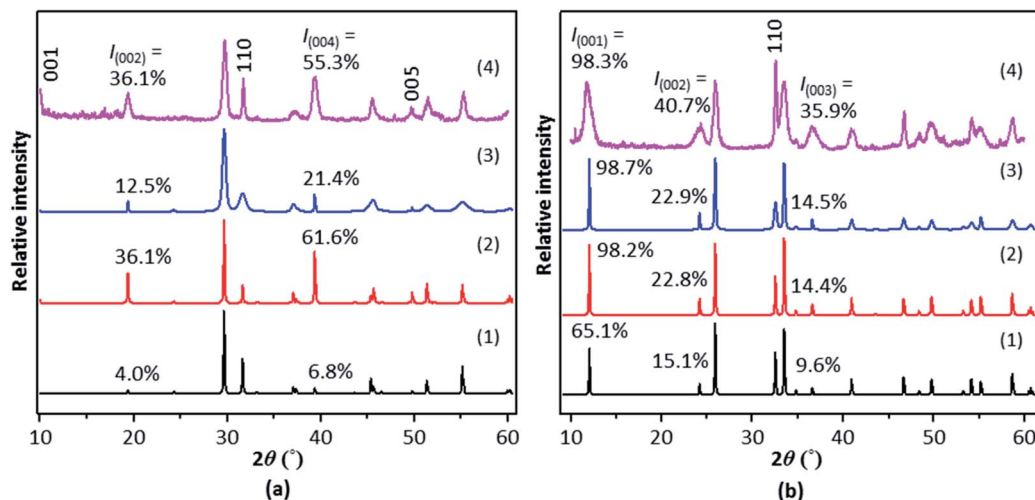 I(002) =
36.1%
I(004) =
55.3%
001
110
005
(4)
12.5%
21.4%
(3)
36.1%
61.6%
(2)
4.0%
6.8%
(1)
Relative intensity
10 20 30 40 50 60
2θ (°)
(a)
I(001) =
98.3%
I(002) =
40.7%
110
I(003) =
35.9%
(4)
98.7%
22.9%
14.5%
(3)
98.2%
22.8%
14.4%
(2)
65.1%
15.1%
9.6%
(1)
Relative intensity
10 20 30 40 50 60
2θ (°)
(b)